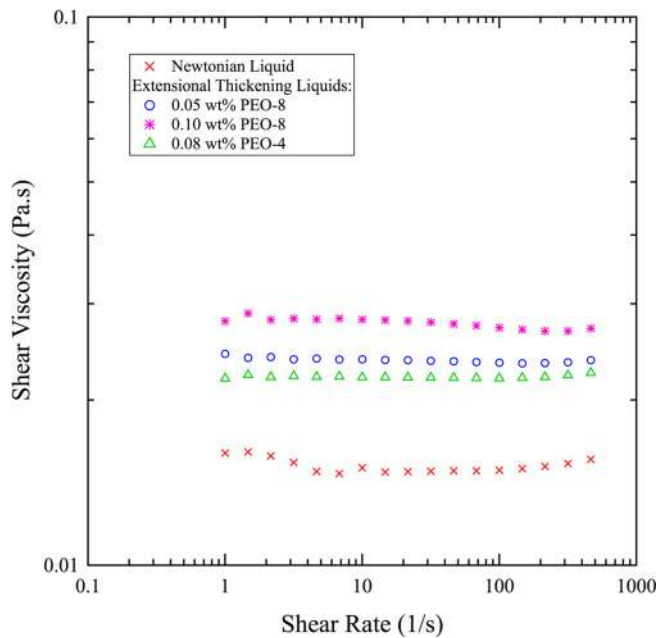 0.1
Newtonian Liquid
Extensional Thickening Liquids:
0.05 wt% PEO-8
0.10 wt% PEO-8
0.08 wt% PEO-4
Shear Viscosity (Pa.s)
0.01
0.1 1 10 100 1000
Shear Rate (1/s)